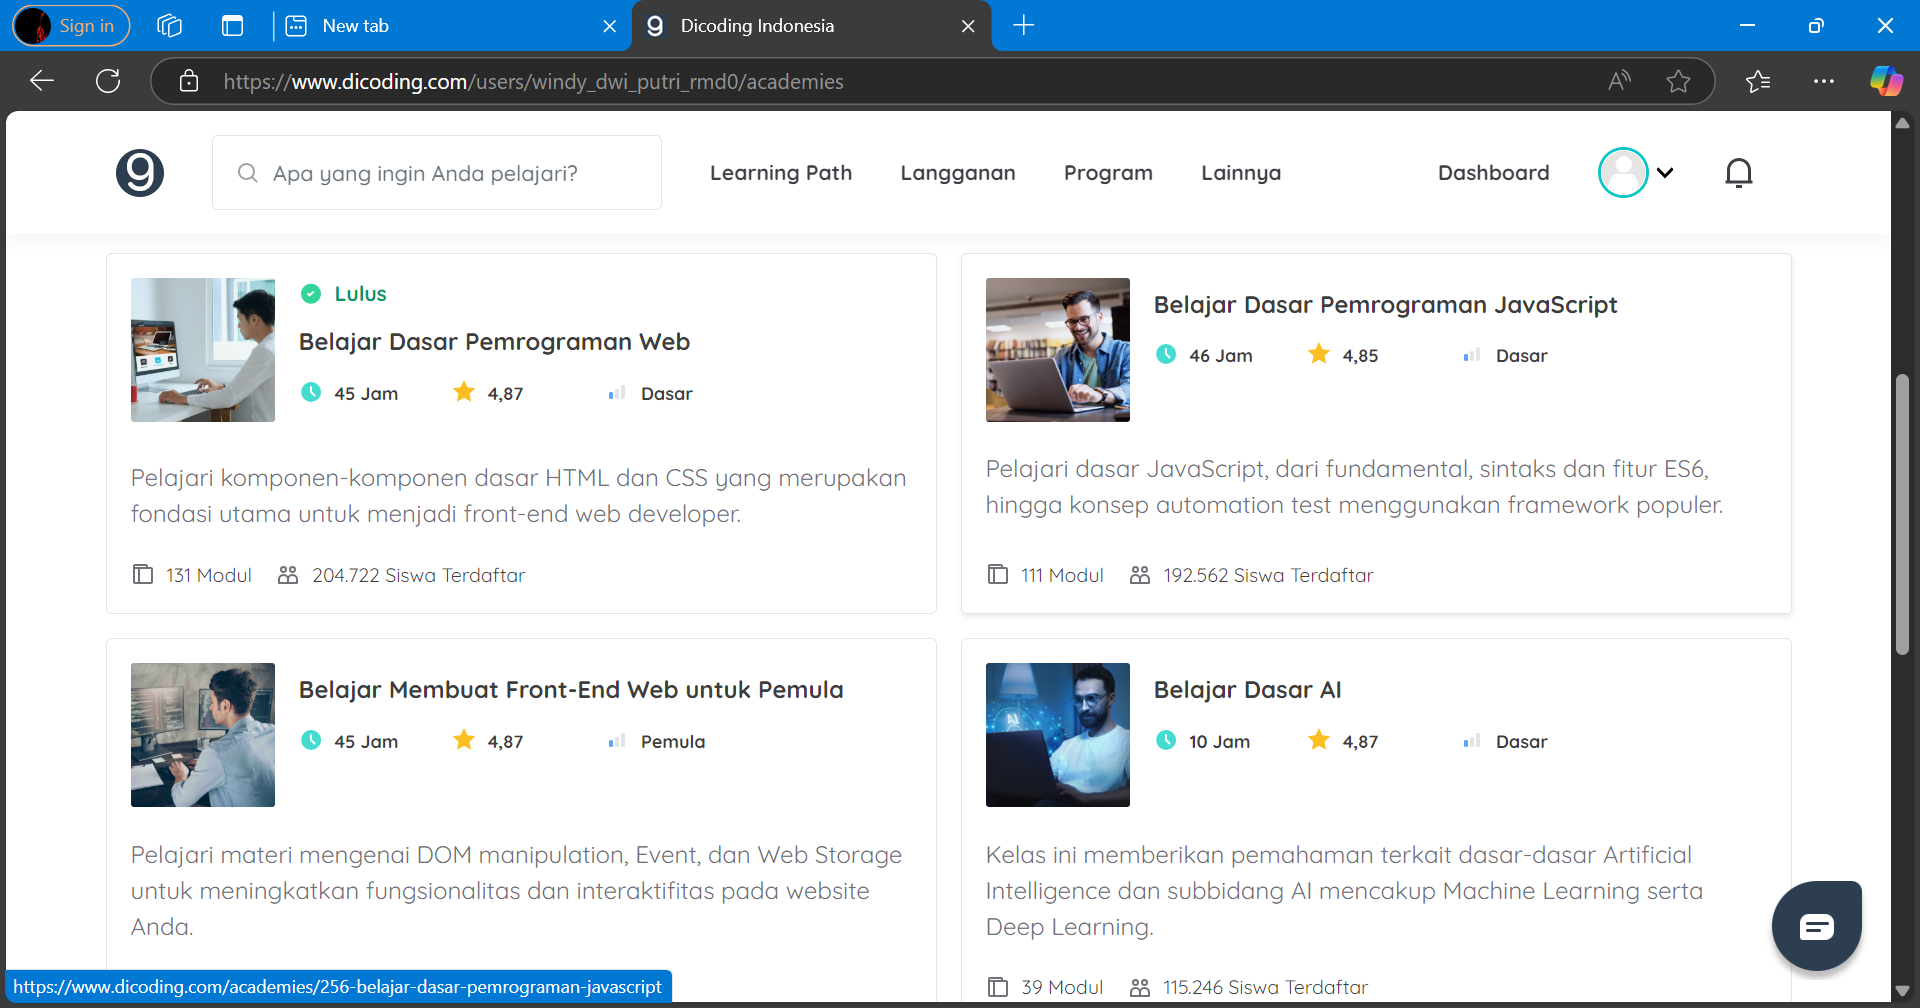 Sign in
New tab
Dicoding Indonesia
https://www.dicoding.com/users/windy_dwi_putri_rmd0/academies
Apa yang ingin Anda pelajari?
Learning Path
Langganan
Program
Lainnya
Dashboard
Lulus
Belajar Dasar Pemrograman Web
45 Jam
4,87
Dasar
Pelajari komponen-komponen dasar HTML dan CSS yang merupakan
fondasi utama untuk menjadi front-end web developer.
131 Modul
204.722 Siswa Terdaftar
Belajar Dasar Pemrograman JavaScript
46 Jam
4,85
Dasar
Pelajari dasar JavaScript, dari fundamental, sintaks dan fitur ES6,
hingga konsep automation test menggunakan framework populer.
111 Modul
192.562 Siswa Terdaftar
Belajar Membuat Front-End Web untuk Pemula
45 Jam
4,87
Pemula
Pelajari materi mengenai DOM manipulation, Event, dan Web Storage
untuk meningkatkan fungsionalitas dan interaktifitas pada website
Anda.
AI
Belajar Dasar AI
10 Jam
4,87
Dasar
Kelas ini memberikan pemahaman terkait dasar-dasar Artificial
Intelligence dan subbidang AI mencakup Machine Learning serta
Deep Learning.
39 Modul
115.246 Siswa Terdaftar
https://www.dicoding.com/academies/256-belajar-dasar-pemrograman-javascript